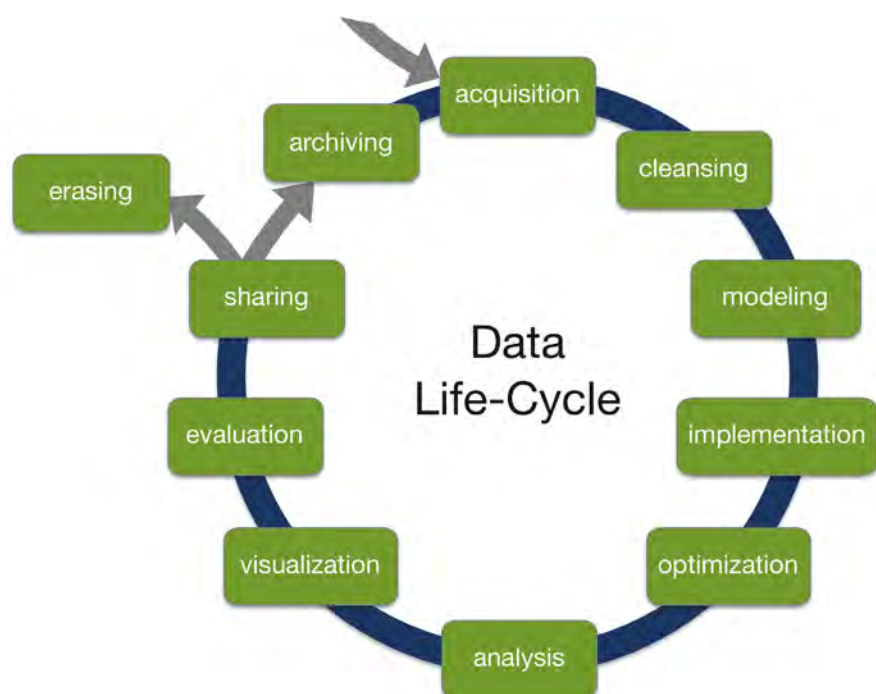 acquisition
archiving
cleansing
erasing
sharing
modeling
Data
Life-Cycle
evaluation
implementation
visualization
optimization
analysis